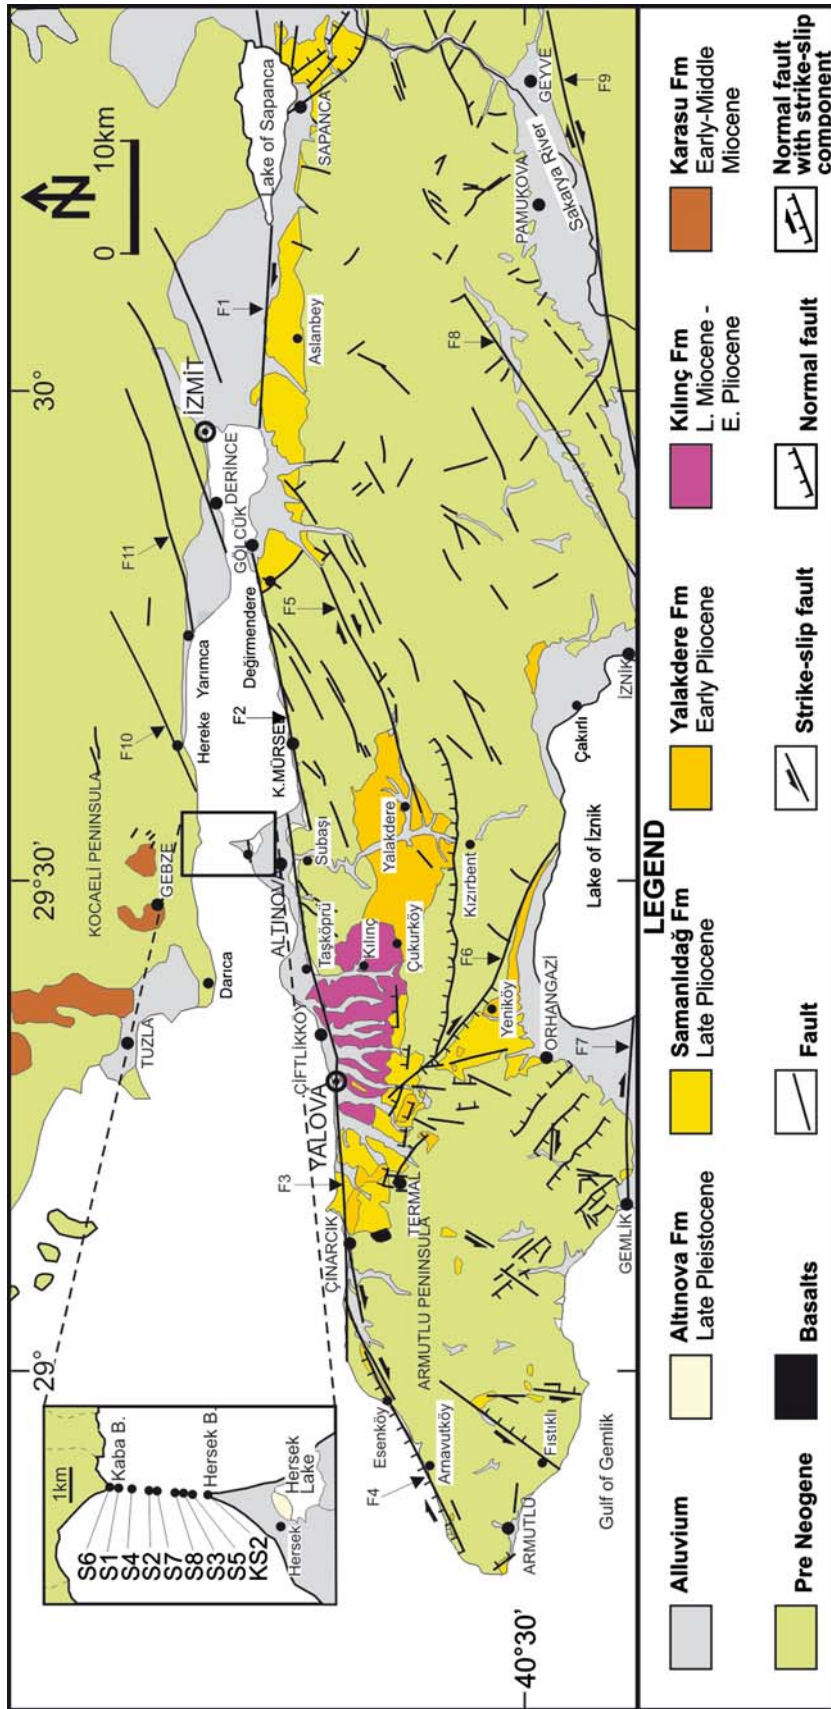 1km
S6
S1
S4
S2
S7
S8
S3
S5
KS2
Kaba B.
Hersek B.
Hersek
Lake
Hersek
29°
29°30'
30°
40°30'
N
0
10km
KOCAELİ PENINSULA
TUZLA
GEBZE
Darıca
F10
F11
Hereke
Yarımca
DERİNCE
İZMİT
Lake of Sapanca
SAPANCA
F1
Aslanbey
GÖLCÜK
Değirmendere
F2
K.MÜRSEL
F5
ALTINOVA
Subaşı
Taşköprü
ÇİFTLİKKÖY
YALOVA
Kılınç
Çukurköy
Yalakdere
Kızırbent
F3
ÇINARCIK
TERMAL
ARMUTLU PENINSULA
Esenköy
F4
Arnavutköy
Fıstıklı
ARMUTLU
Gulf of Gemlik
GEMLİK
F7
ORHANGAZİ
Yeniköy
F6
Lake of İznik
Çakırlı
İZNİK
F8
PAMUKOVA
Sakarya River
GEYVE
F9
LEGEND
Alluvium
Altınova Fm
Late Pleistocene
Samanlıdağ Fm
Late Pliocene
Yalakdere Fm
Early Pliocene
Kılınç Fm
L. Miocene -
E. Pliocene
Karasu Fm
Early-Middle
Miocene
Pre Neogene
Basalts
Fault
Strike-slip fault
Normal fault
Normal fault
with strike-slip
component